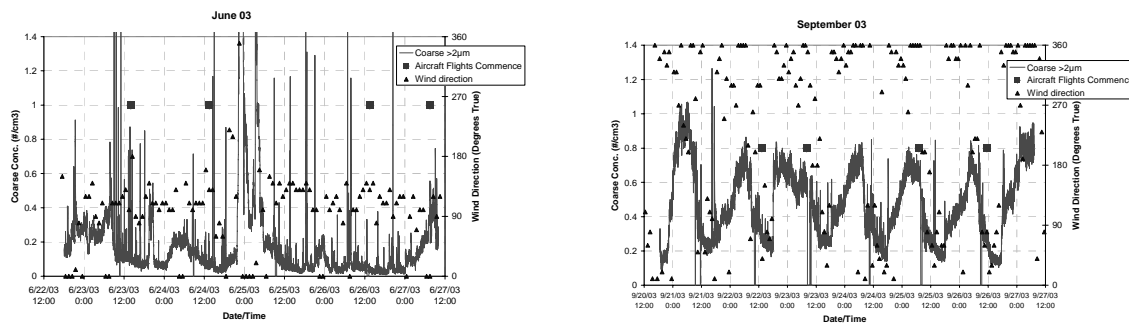 June 03
1.4
1.2
1
0.8
0.6
0.4
0.2
0
Coarse Conc. (#/cm3)
360
270
180
90
0
Wind Direction (Degrees True)
Coarse >2µm
Aircraft Flights Commence
Wind direction
6/22/03 6/23/03 6/23/03 6/24/03 6/24/03 6/25/03 6/25/03 6/26/03 6/26/03 6/27/03 6/27/03
12:00 0:00 12:00 0:00 12:00 0:00 12:00 0:00 12:00 0:00 12:00
Date/Time
September 03
1.4
1.2
1
0.8
0.6
0.4
0.2
0
Coarse Conc. (#/cm3)
360
270
180
90
0
Wind Direction (Degrees True)
Coarse >2µm
Aircraft Flights Commence
Wind direction
9/20/03 9/21/03 9/21/03 9/22/03 9/22/03 9/23/03 9/23/03 9/24/03 9/24/03 9/25/03 9/25/03 9/26/03 9/26/03 9/27/03 9/27/03
12:00 0:00 12:00 0:00 12:00 0:00 12:00 0:00 12:00 0:00 12:00 0:00 12:00 0:00 12:00
Date/Time